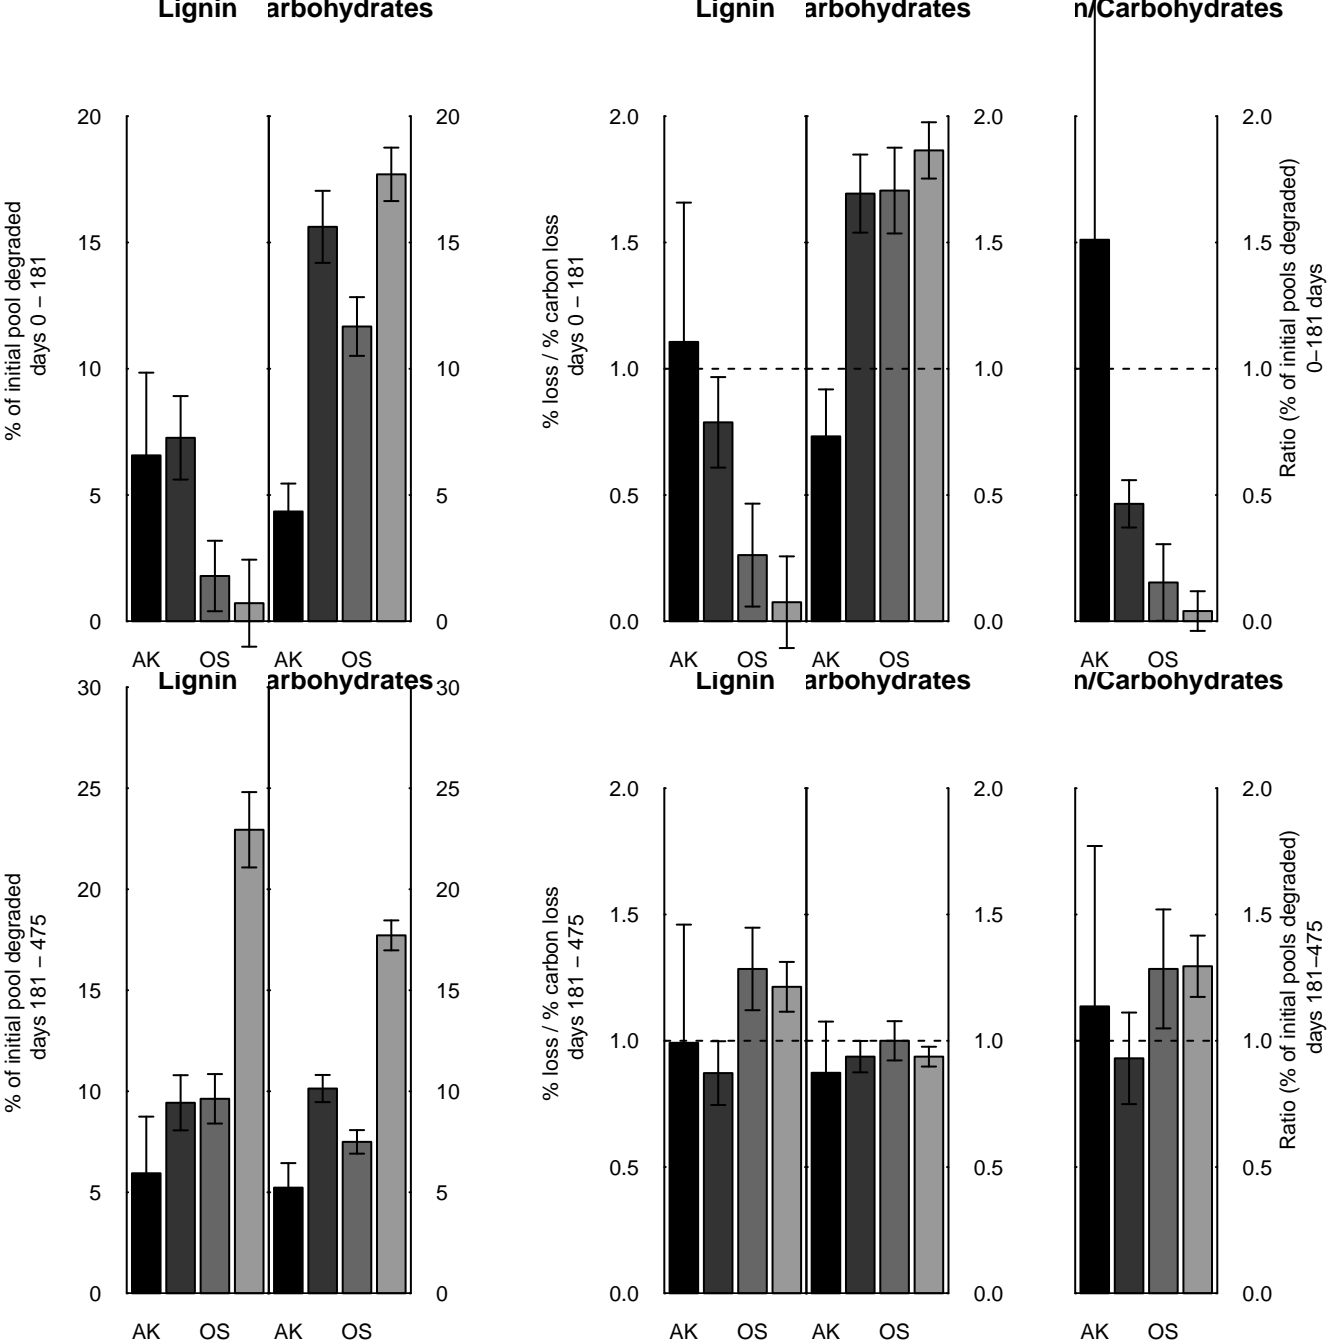 Lignin arbohydrates
Lignin arbohydrates
n/Carbohydrates
% of initial pool degraded
days 0 – 181
20
15
10
5
0
20
15
10
5
0
AK OS AK OS
% loss / % carbon loss
days 0 – 181
2.0
1.5
1.0
0.5
0.0
2.0
1.5
1.0
0.5
0.0
AK OS AK OS
2.0
1.5
1.0
0.5
0.0
Ratio (% of initial pools degraded)
0–181 days
AK OS
Lignin arbohydrates
Lignin arbohydrates
n/Carbohydrates
% of initial pool degraded
days 181 – 475
30
25
20
15
10
5
0
30
25
20
15
10
5
0
AK OS AK OS
% loss / % carbon loss
days 181 – 475
2.0
1.5
1.0
0.5
0.0
2.0
1.5
1.0
0.5
0.0
AK OS AK OS
2.0
1.5
1.0
0.5
0.0
Ratio (% of initial pools degraded)
days 181–475
AK OS